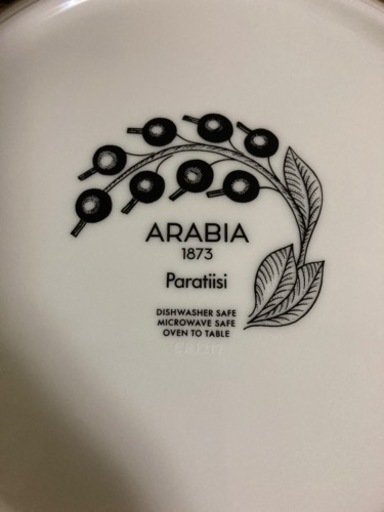 ARABIA
1873
Paratiisi
DISHWASHER SAFE
MICROWAVE SAFE
OVEN TO TABLE